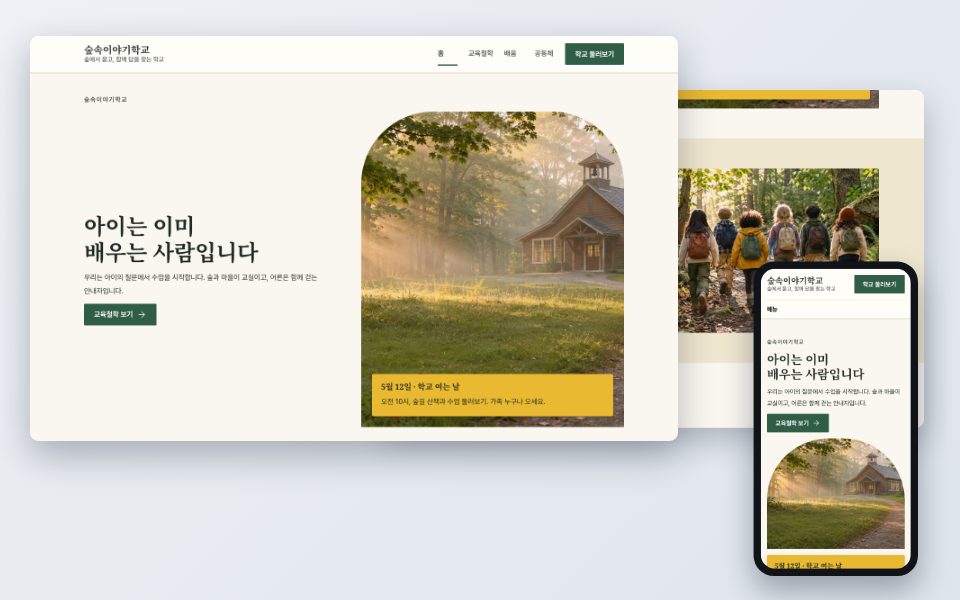 숲속이야기학교
숲에서 묻고, 함께 답을 찾는 학교
홈 교육철학 배움 공동체 학교 둘러보기
숲속이야기학교
아이는 이미
배우는 사람입니다
우리는 아이의 질문에서 수업을 시작합니다. 숲과 마을이 교실이고, 어른은 함께 걷는
안내자입니다.
교육철학 보기 →
5월 12일 · 학교 여는 날
오전 10시, 숲길 산책과 수업 둘러보기. 가족 누구나 오세요.
숲속이야기학교
숲에서 묻고, 함께 답을 찾는 학교
학교 둘러보기
메뉴
숲속이야기학교
아이는 이미
배우는 사람입니다
우리는 아이의 질문에서 수업을 시작합니다. 숲과 마을이
교실이고, 어른은 함께 걷는 안내자입니다.
교육철학 보기 →
5월 12일 · 학교 여는 날